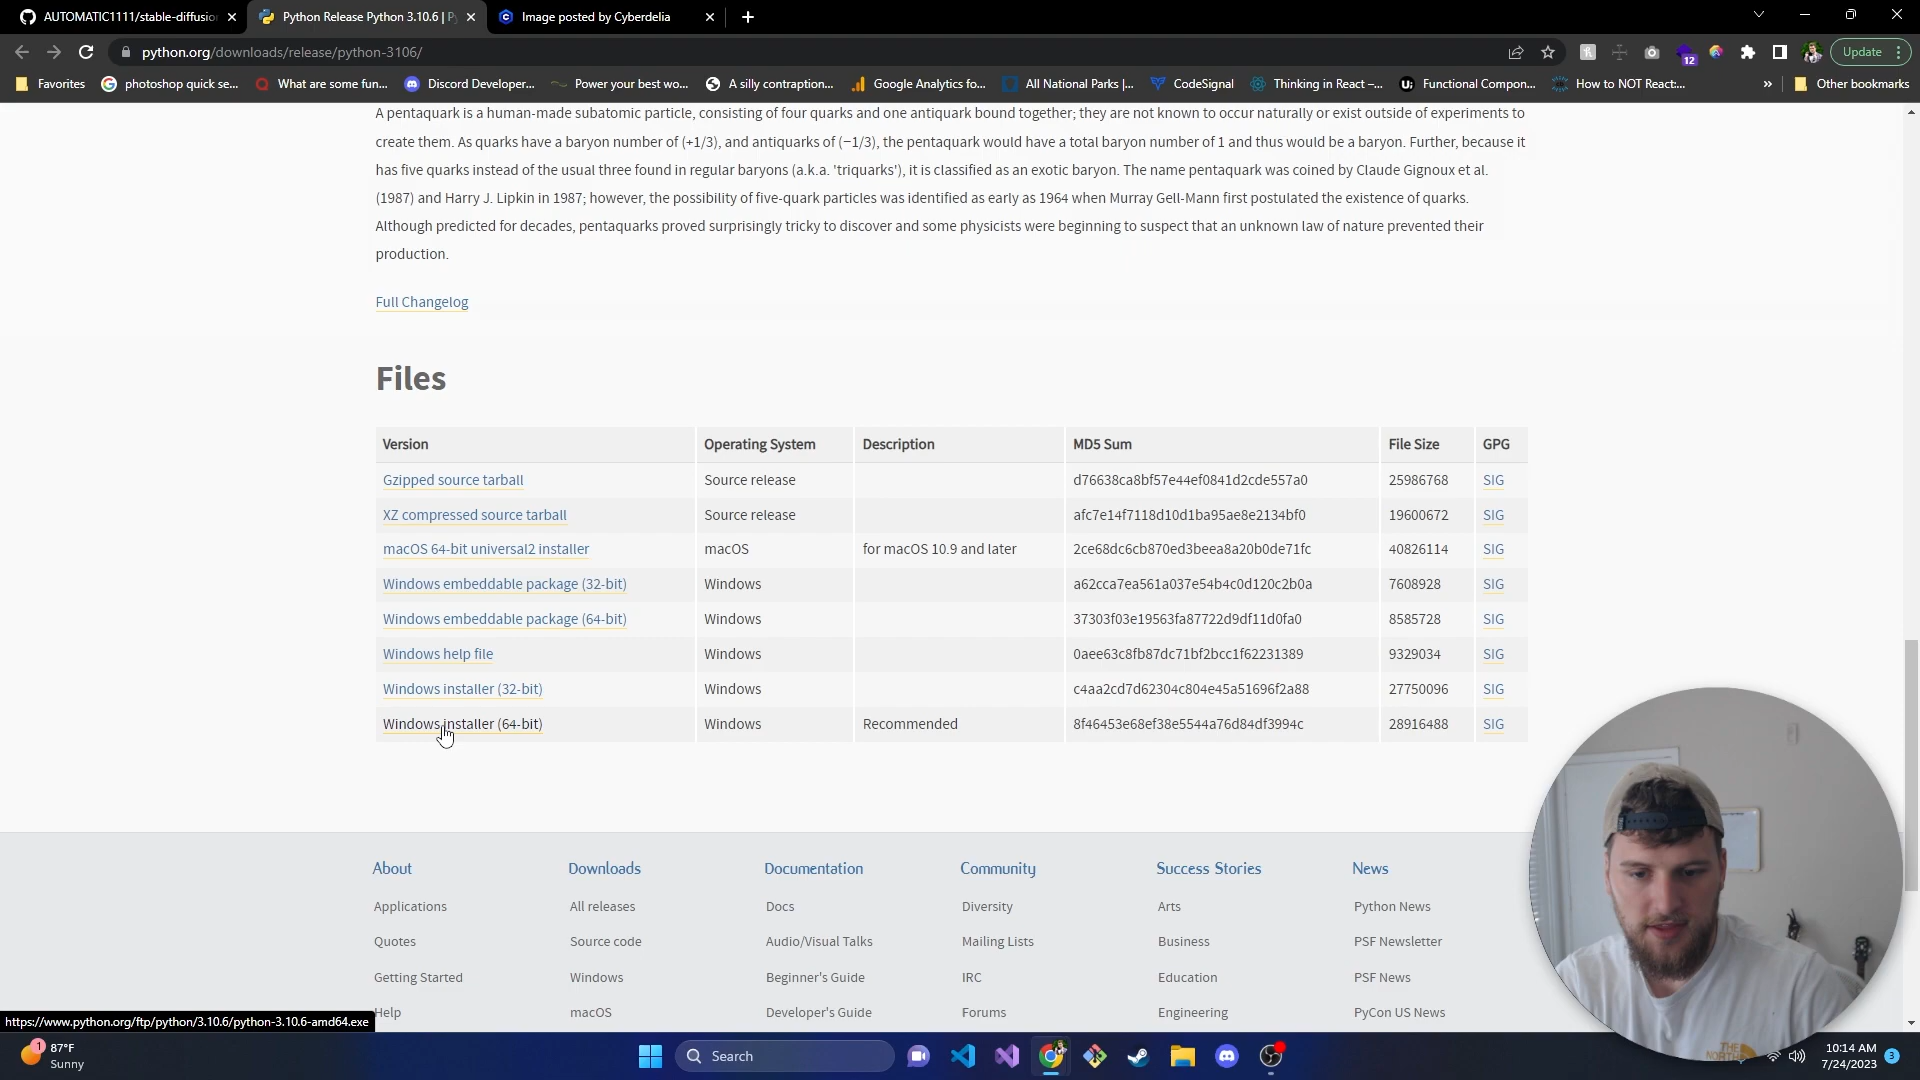 AUTOMATIC1111/stable-diffusion
Python Release Python 3.10.6 | Py
Image posted by Cyberdelia
python.org/downloads/release/python-3106/
12
Update
Favorites
photoshop quick se...
What are some fun...
Discord Developer...
Power your best wo...
A silly contraption...
Google Analytics fo...
All National Parks |...
CodeSignal
Thinking in React –...
Functional Compon...
How to NOT React:...
»
Other bookmarks
A pentaquark is a human-made subatomic particle, consisting of four quarks and one antiquark bound together; they are not known to occur naturally or exist outside of experiments to
create them. As quarks have a baryon number of (+1/3), and antiquarks of (−1/3), the pentaquark would have a total baryon number of 1 and thus would be a baryon. Further, because it
has five quarks instead of the usual three found in regular baryons (a.k.a. 'triquarks'), it is classified as an exotic baryon. The name pentaquark was coined by Claude Gignoux et al.
(1987) and Harry J. Lipkin in 1987; however, the possibility of five-quark particles was identified as early as 1964 when Murray Gell-Mann first postulated the existence of quarks.
Although predicted for decades, pentaquarks proved surprisingly tricky to discover and some physicists were beginning to suspect that an unknown law of nature prevented their
production.
Full Changelog
Files
Version Operating System Description MD5 Sum File Size GPG
Gzipped source tarball Source release d76638ca8bf57e44ef0841d2cde557a0 25986768 SIG
XZ compressed source tarball Source release afc7e14f7118d10d1ba95ae8e2134bf0 19600672 SIG
macOS 64-bit universal2 installer macOS for macOS 10.9 and later 2ce68dc6cb870ed3beea8a20b0de71fc 40826114 SIG
Windows embeddable package (32-bit) Windows a62cca7ea561a037e54b4c0d120c2b0a 7608928 SIG
Windows embeddable package (64-bit) Windows 37303f03e19563fa87722d9df11d0fa0 8585728 SIG
Windows help file Windows 0aee63c8fb87dc71bf2bcc1f62231389 9329034 SIG
Windows installer (32-bit) Windows c4aa2cd7d62304c804e45a51696f2a88 27750096 SIG
Windows installer (64-bit) Windows Recommended 8f46453e68ef38e5544a76d84df3994c 28916488 SIG
About Downloads Documentation Community Success Stories News
Applications All releases Docs Diversity Arts Python News
Quotes Source code Audio/Visual Talks Mailing Lists Business PSF Newsletter
Getting Started Windows Beginner's Guide IRC Education PSF News
Help macOS Developer's Guide Forums Engineering PyCon US News
https://www.python.org/ftp/python/3.10.6/python-3.10.6-amd64.exe
1
87°F
Sunny
Search
10:14 AM
7/24/2023
3